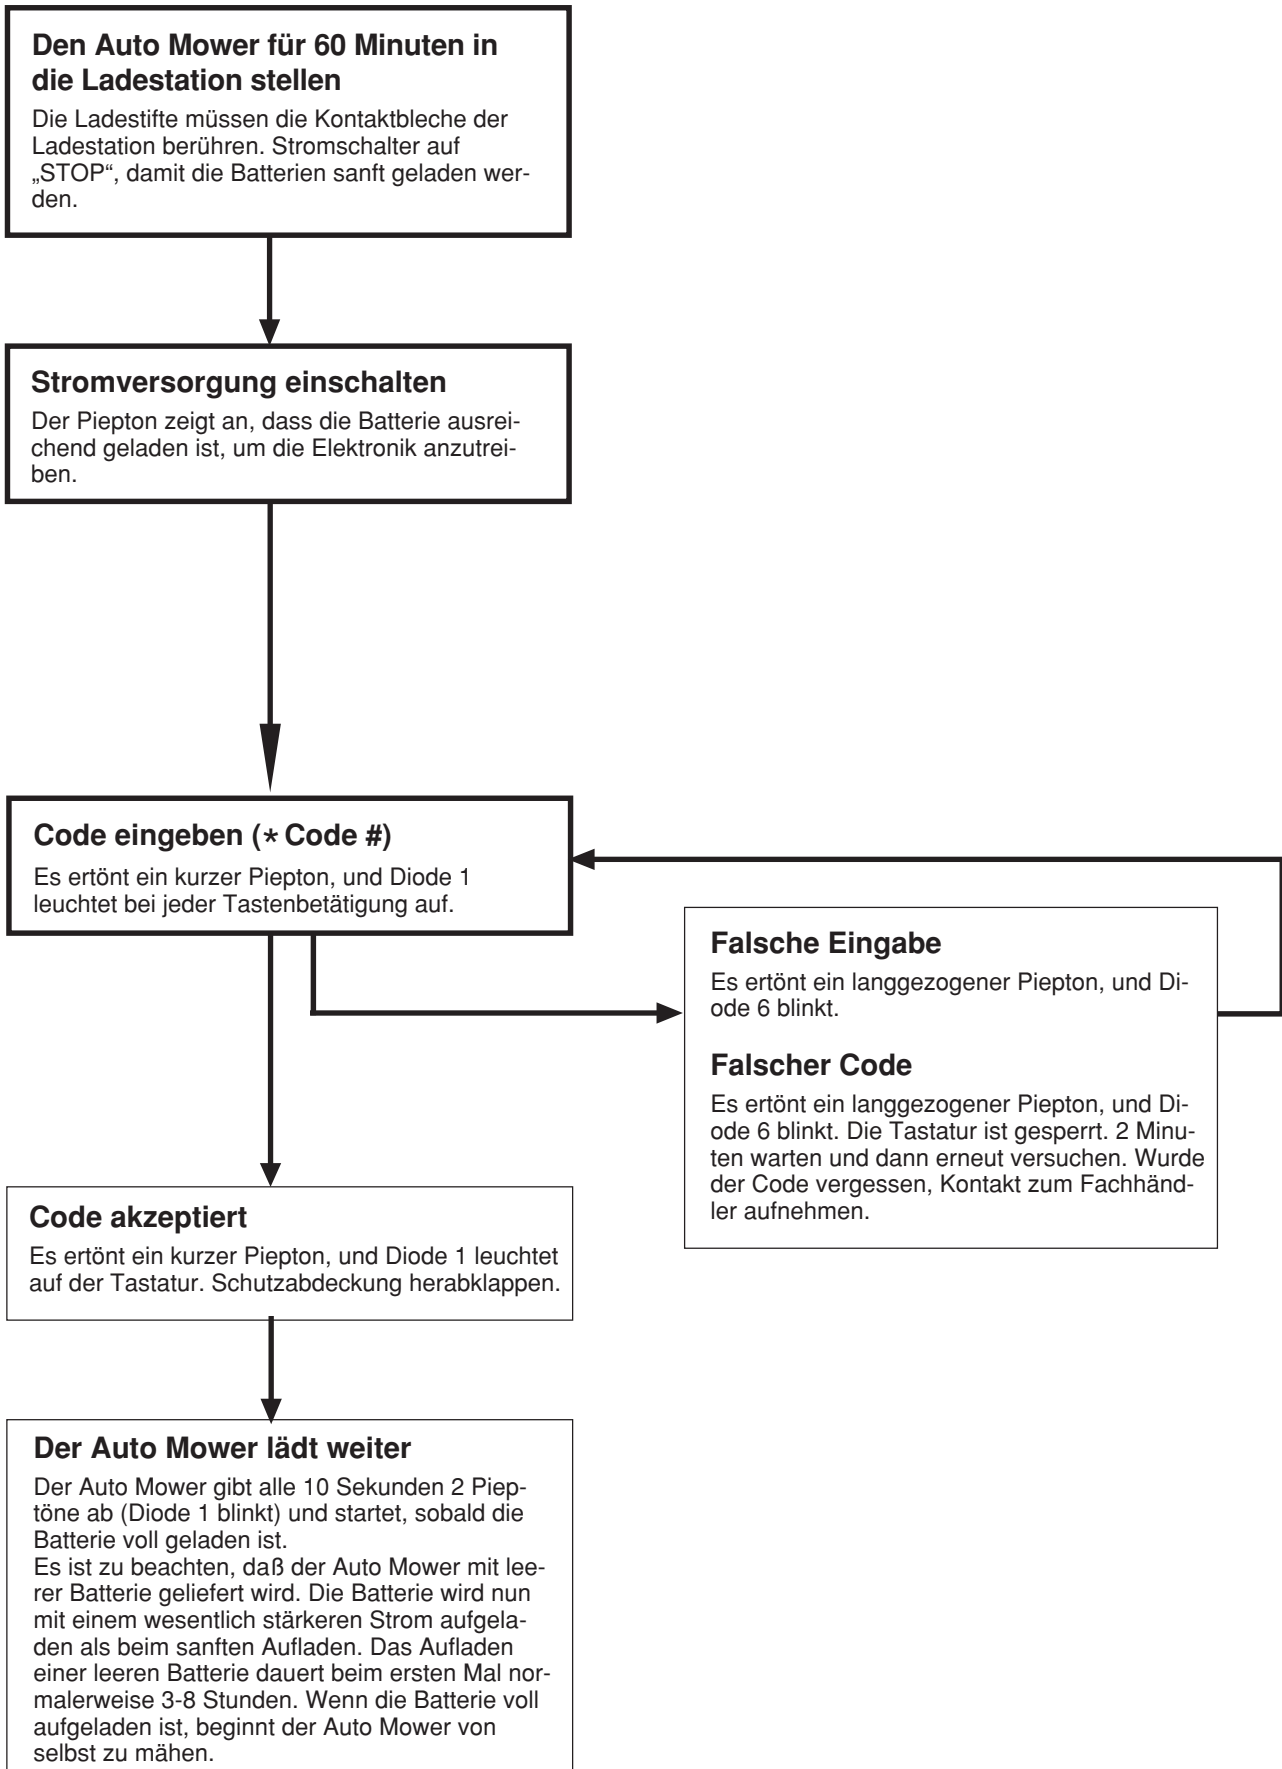 Den Auto Mower für 60 Minuten in
die Ladestation stellen
Die Ladestifte müssen die Kontaktbleche der
Ladestation berühren. Stromschalter auf
„STOP“, damit die Batterien sanft geladen wer-
den.
Stromversorgung einschalten
Der Piepton zeigt an, dass die Batterie ausrei-
chend geladen ist, um die Elektronik anzutrei-
ben.
Code eingeben (* Code #)
Es ertönt ein kurzer Piepton, und Diode 1
leuchtet bei jeder Tastenbetätigung auf.
Falsche Eingabe
Es ertönt ein langgezogener Piepton, und Di-
ode 6 blinkt.
Falscher Code
Es ertönt ein langgezogener Piepton, und Di-
ode 6 blinkt. Die Tastatur ist gesperrt. 2 Minu-
ten warten und dann erneut versuchen. Wurde
der Code vergessen, Kontakt zum Fachhänd-
ler aufnehmen.
Code akzeptiert
Es ertönt ein kurzer Piepton, und Diode 1 leuchtet
auf der Tastatur. Schutzabdeckung herabklappen.
Der Auto Mower lädt weiter
Der Auto Mower gibt alle 10 Sekunden 2 Piep-
töne ab (Diode 1 blinkt) und startet, sobald die
Batterie voll geladen ist.
Es ist zu beachten, daß der Auto Mower mit lee-
rer Batterie geliefert wird. Die Batterie wird nun
mit einem wesentlich stärkeren Strom aufgela-
den als beim sanften Aufladen. Das Aufladen
einer leeren Batterie dauert beim ersten Mal nor-
malerweise 3-8 Stunden. Wenn die Batterie voll
aufgeladen ist, beginnt der Auto Mower von
selbst zu mähen.